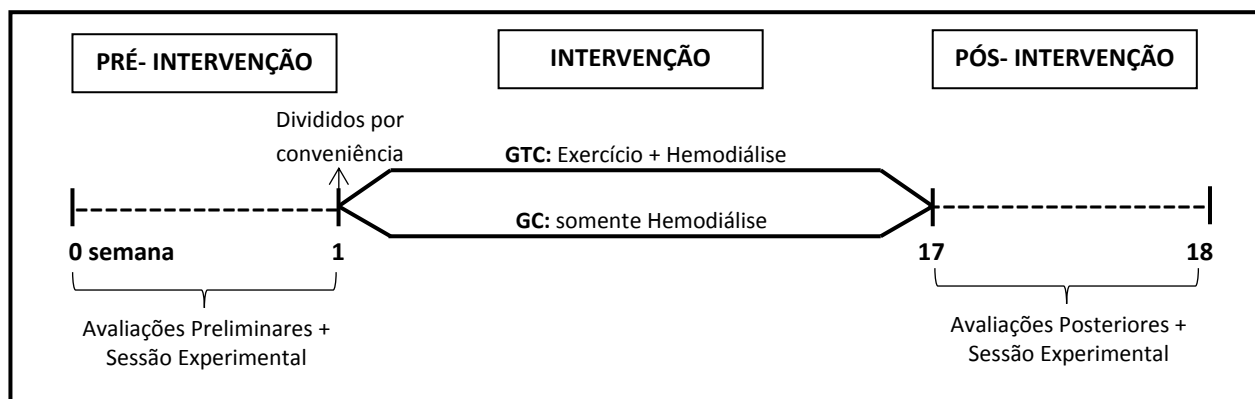 PRÉ- INTERVENÇÃO
INTERVENÇÃO
PÓS- INTERVENÇÃO
Divididos por
conveniência
GTC: Exercício + Hemodiálise
GC: somente Hemodiálise
0 semana
1
17
18
Avaliações Preliminares +
Sessão Experimental
Avaliações Posteriores +
Sessão Experimental